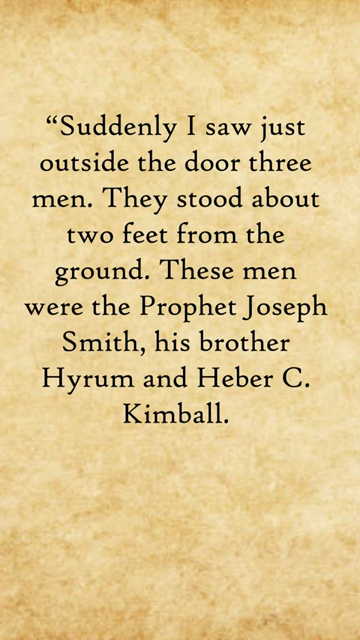 “Suddenly I saw just
outside the door three
men. They stood about
two feet from the
ground. These men
were the Prophet Joseph
Smith, his brother
Hyrum and Heber C.
Kimball.